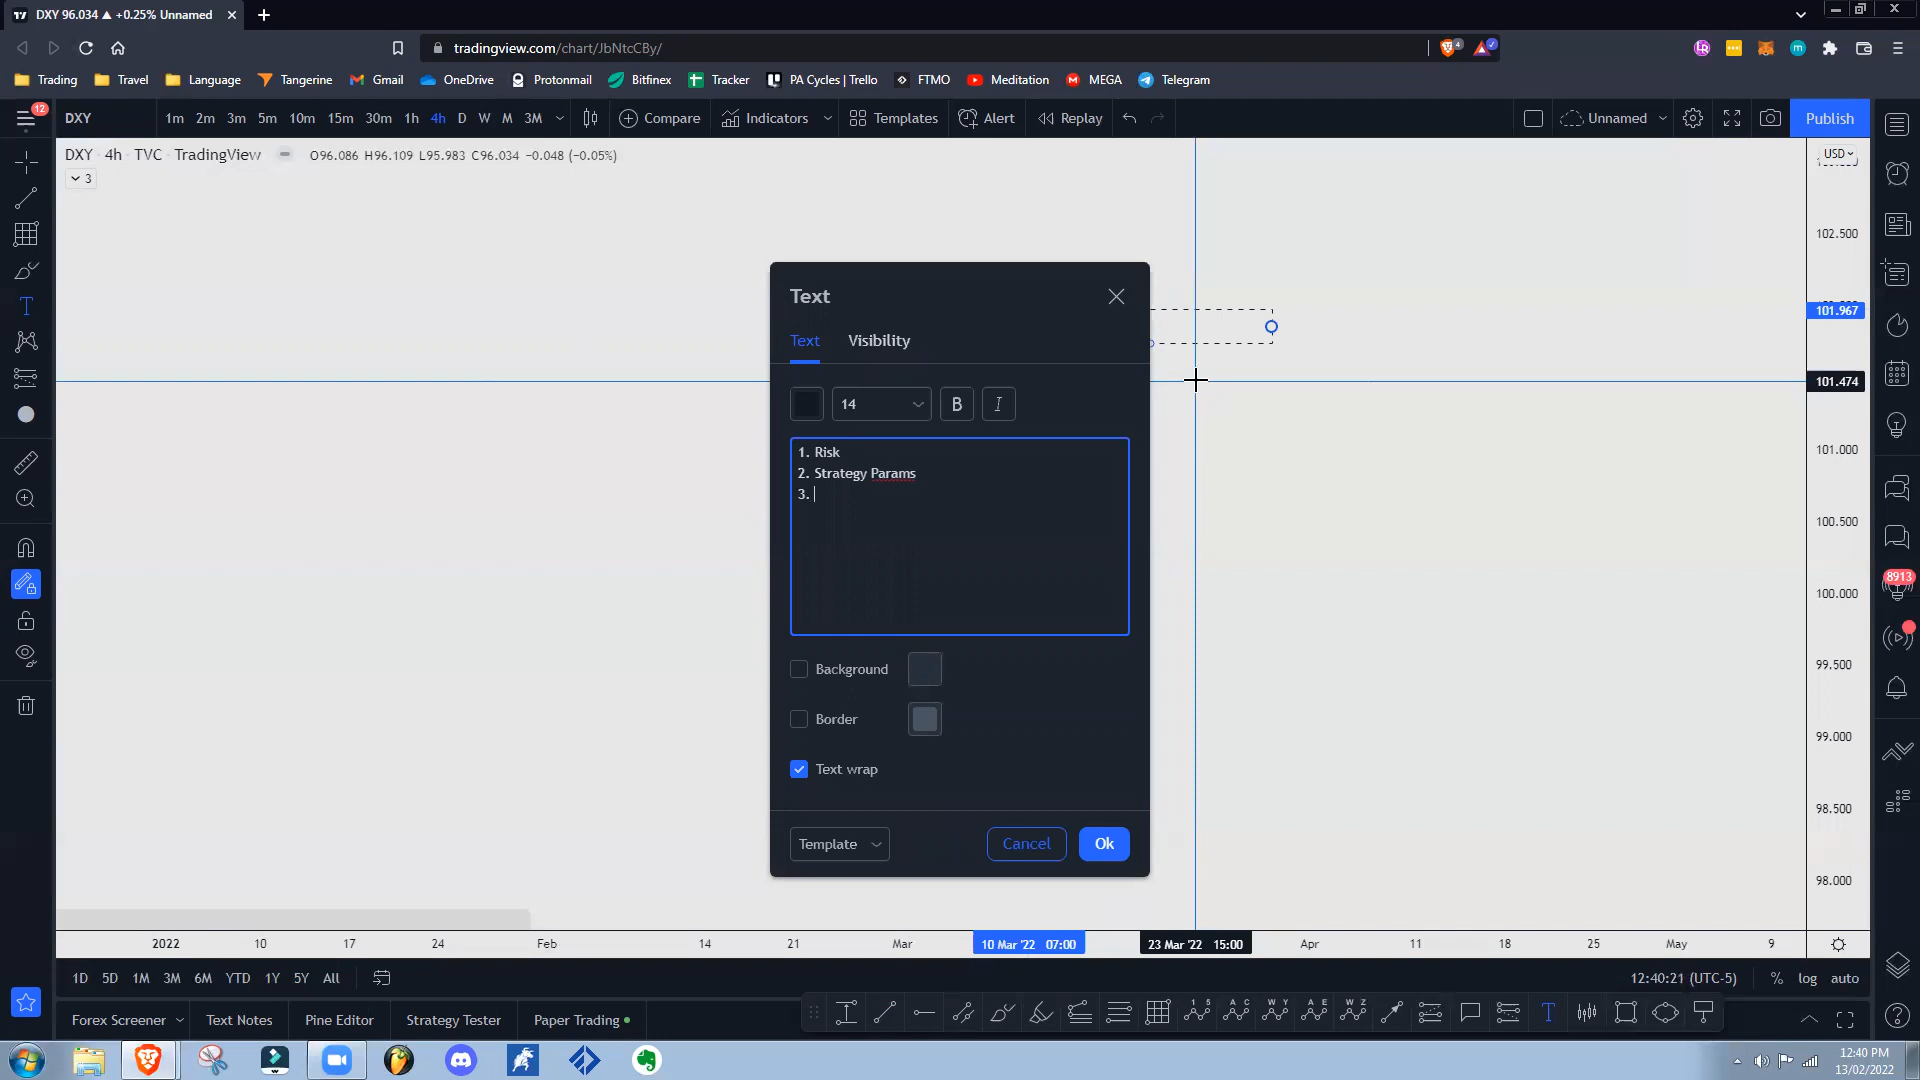 DXY 96.034 ▲ +0.25% Unnamed
tradingview.com/chart/JbNtcCBy/
4
Trading
Travel
Language
Tangerine
Gmail
OneDrive
Protonmail
Bitfinex
Tracker
PA Cycles | Trello
FTMO
Meditation
MEGA
Telegram
12
DXY
1m 2m 3m 5m 10m 15m 30m 1h 4h D W M 3M
Compare
Indicators
Templates
Alert
Replay
Unnamed
Publish
DXY 4h TVC TradingView
O96.086 H96.109 L95.983 C96.034 −0.048 (−0.05%)
3
USD
102.500
101.967
101.474
101.000
100.500
100.000
99.500
99.000
98.500
98.000
8913
Text
Text Visibility
14 B I
1. Risk
2. Strategy Params
3.
Background
Border
Text wrap
Template
Cancel
Ok
2022 10 17 24 Feb 14 21 Mar 10 Mar '22 07:00 23 Mar '22 15:00 Apr 11 18 25 May 9
1D 5D 1M 3M 6M YTD 1Y 5Y All
12:40:21 (UTC-5)
% log auto
Forex Screener
Text Notes
Pine Editor
Strategy Tester
Paper Trading
12:40 PM
13/02/2022